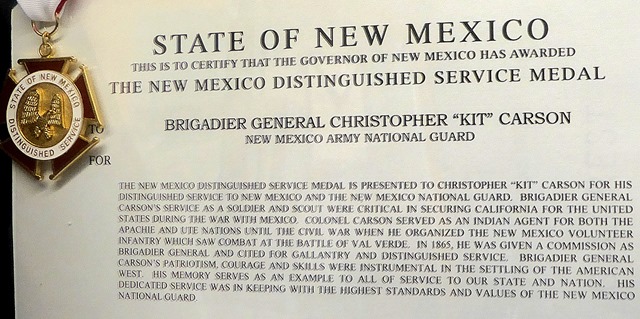 STATE OF NEW MEXICO
THIS IS TO CERTIFY THAT THE GOVERNOR OF NEW MEXICO HAS AWARDED
THE NEW MEXICO DISTINGUISHED SERVICE MEDAL
STATE OF NEW MEXICO
DISTINGUISHED SERVICE
TO
BRIGADIER GENERAL CHRISTOPHER "KIT" CARSON
NEW MEXICO ARMY NATIONAL GUARD
FOR
THE NEW MEXICO DISTINGUISHED SERVICE MEDAL IS PRESENTED TO CHRISTOPHER "KIT" CARSON FOR HIS
DISTINGUISHED SERVICE TO NEW MEXICO AND THE NEW MEXICO NATIONAL GUARD. BRIGADIER GENERAL
CARSON'S SERVICE AS A SOLDIER AND SCOUT WERE CRITICAL IN SECURING CALIFORNIA FOR THE UNITED
STATES DURING THE WAR WITH MEXICO. COLONEL CARSON SERVED AS AN INDIAN AGENT FOR BOTH THE
APACHIE AND UTE NATIONS UNTIL THE CIVIL WAR WHEN HE ORGANIZED THE NEW MEXICO VOLUNTEER
INFANTRY WHICH SAW COMBAT AT THE BATTLE OF VAL VERDE. IN 1865, HE WAS GIVEN A COMMISSION AS
BRIGADIER GENERAL AND CITED FOR GALLANTRY AND DISTINGUISHED SERVICE. BRIGADIER GENERAL
CARSON'S PATRIOTISM, COURAGE AND SKILLS WERE INSTRUMENTAL IN THE SETTLING OF THE AMERICAN
WEST. HIS MEMORY SERVES AS AN EXAMPLE TO ALL OF SERVICE TO OUR STATE AND NATION. HIS
DEDICATED SERVICE WAS IN KEEPING WITH THE HIGHEST STANDARDS AND VALUES OF THE NEW MEXICO
NATIONAL GUARD.